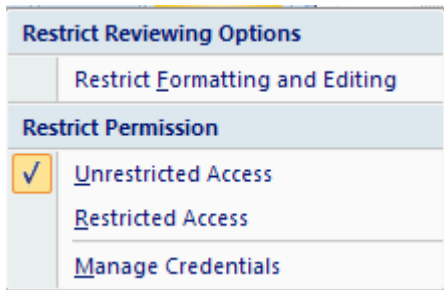 Restrict Reviewing Options
Restrict Formatting and Editing
Restrict Permission
Unrestricted Access
Restricted Access
Manage Credentials